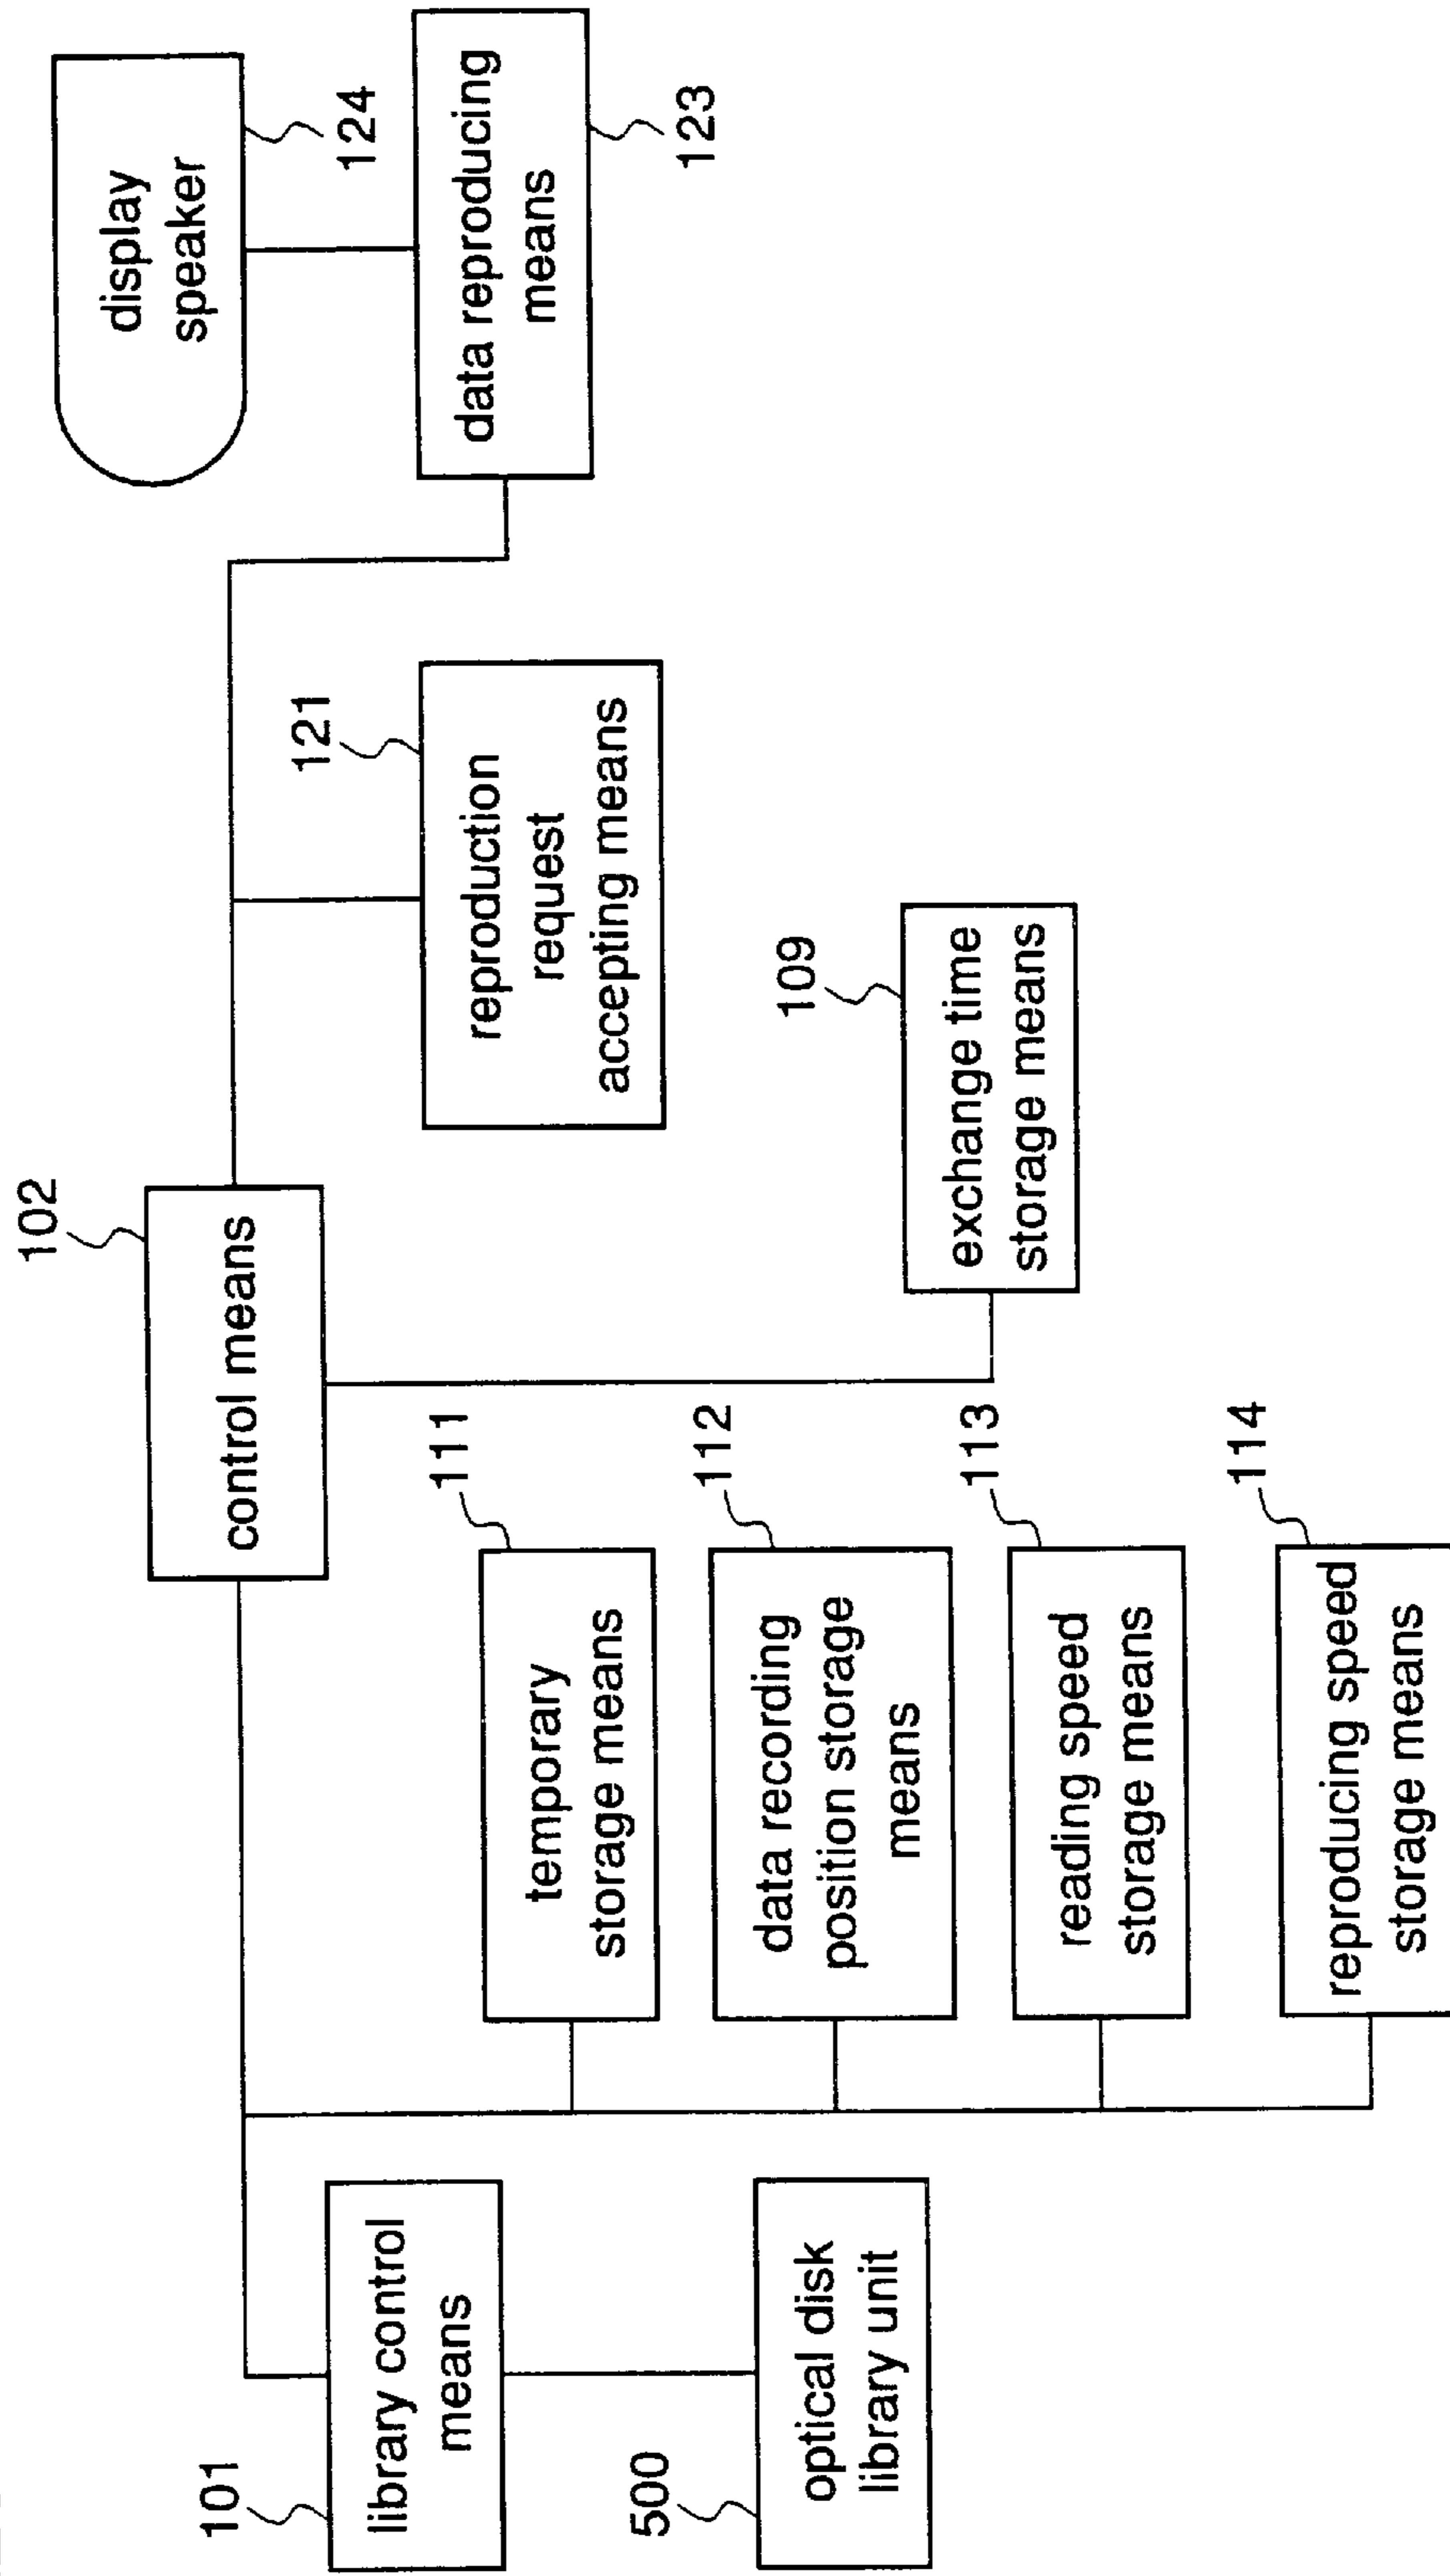 102
control means
101
library control
means
500
optical disk
library unit
111
temporary
storage means
112
data recording
position storage
means
113
reading speed
storage means
114
reproducing speed
storage means
109
exchange time
storage means
121
reproduction
request
accepting means
display
speaker
124
data reproducing
means
123